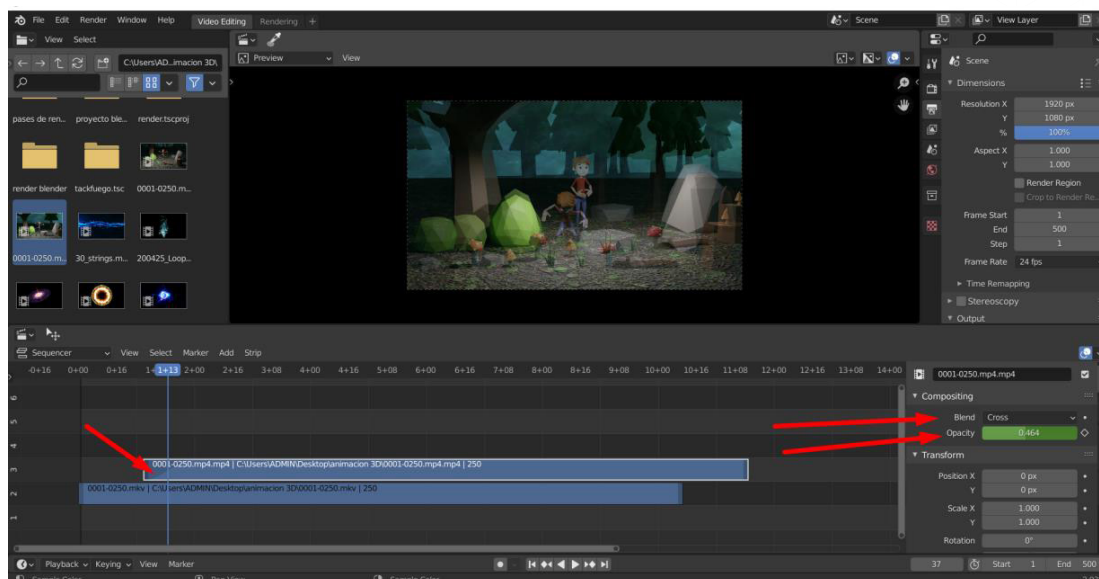 File Edit Render Window Help Video Editing Rendering + Scene View Layer
View Select Preview View
C:\Users\AD..imacion 3D\ Scene
Dimensions
pases de ren... proyecto ble... render.tscproj
Resolution X 1920 px
Y 1080 px
% 100%
Aspect X 1.000
Y 1.000
render blender tackfuego.tsc 0001-0250.m...
Render Region
Crop to Render Re..
Frame Start 1
End 500
Step 1
0001-0250.m... 30_strings.m... 200425_Loop...
Frame Rate 24 fps
Time Remapping
Stereoscopy
Output
Sequencer View Select Marker Add Strip
-0+16 0+00 0+16 1+13 2+00 2+16 3+08 4+00 4+16 5+08 6+00 6+16 7+08 8+00 8+16 9+08 10+00 10+16 11+08 12+00 12+16 13+08 14+00
0001-0250.mp4.mp4
6
Compositing
Blend Cross
5
Opacity 0.464
4
Transform
3 0001-0250.mp4.mp4 | C:\Users\ADMIN\Desktop\animacion 3D\0001-0250.mp4.mp4 | 250
Position X 0 px
2 0001-0250.mkv | C:\Users\ADMIN\Desktop\animacion 3D\0001-0250.mkv | 250
Y 0 px
Scale X 1.000
1
Y 1.000
Rotation 0°
Playback Keying View Marker 37 Start 1 End 500